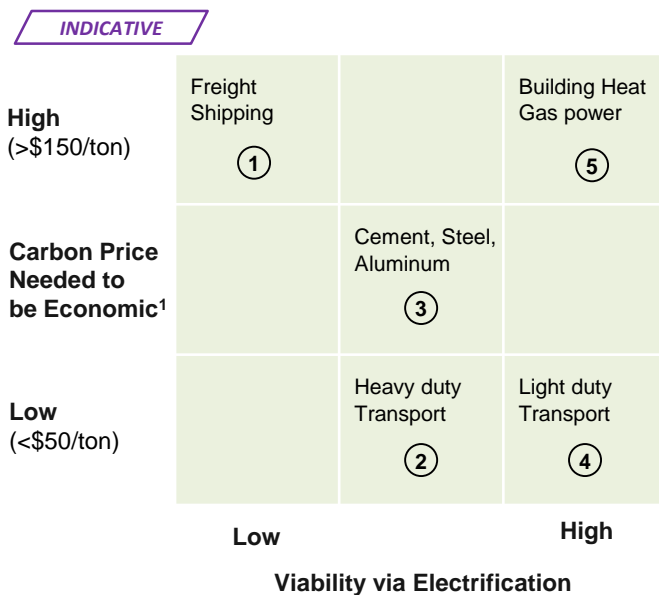 INDICATIVE
High
(>$150/ton)
Freight
Shipping
1
Building Heat
Gas power
5
Carbon Price
Needed to
be Economic¹
Cement, Steel,
Aluminum
3
Low
(<$50/ton)
Heavy duty
Transport
2
Light duty
Transport
4
Low
High
Viability via Electrification